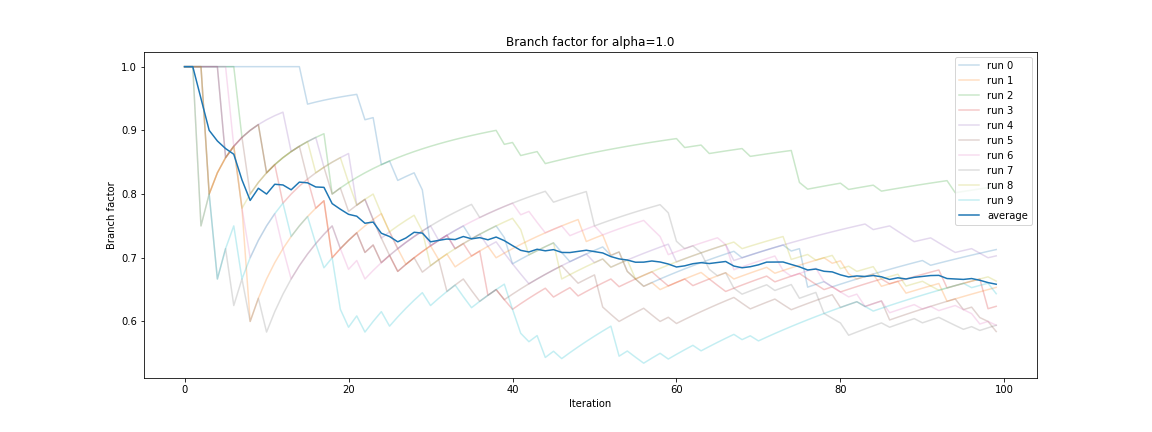 Branch factor for alpha=1.0
Branch factor
1.0
0.9
0.8
0.7
0.6
0
20
40
60
80
100
Iteration
run 0
run 1
run 2
run 3
run 4
run 5
run 6
run 7
run 8
run 9
average